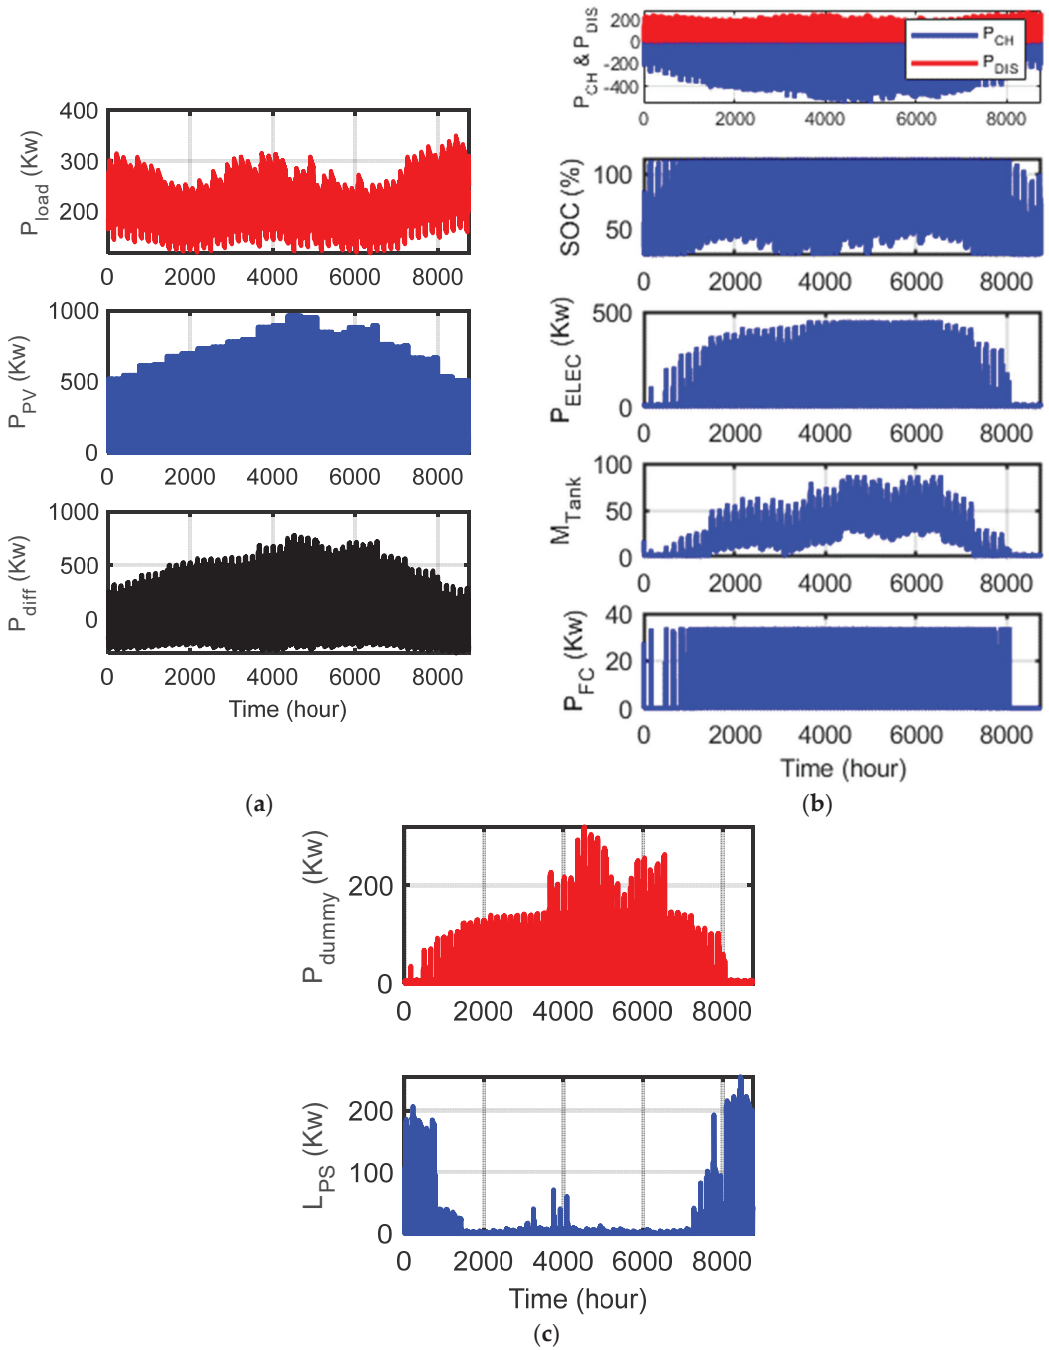 400
300
200
P_load (Kw)
0 2000 4000 6000 8000
1000
500
0
P_PV (Kw)
0 2000 4000 6000 8000
1000
500
0
P_diff (Kw)
0 2000 4000 6000 8000
Time (hour)
(a)
200
0
-200
-400
P_CH & P_DIS
P_CH
P_DIS
0 2000 4000 6000 8000
100
50
SOC (%)
0 2000 4000 6000 8000
500
0
P_ELEC (Kw)
0 2000 4000 6000 8000
100
50
0
M_Tank
0 2000 4000 6000 8000
40
20
0
P_FC (Kw)
0 2000 4000 6000 8000
Time (hour)
(b)
200
0
P_dummy (Kw)
0 2000 4000 6000 8000
200
100
0
L_PS (Kw)
0 2000 4000 6000 8000
Time (hour)
(c)